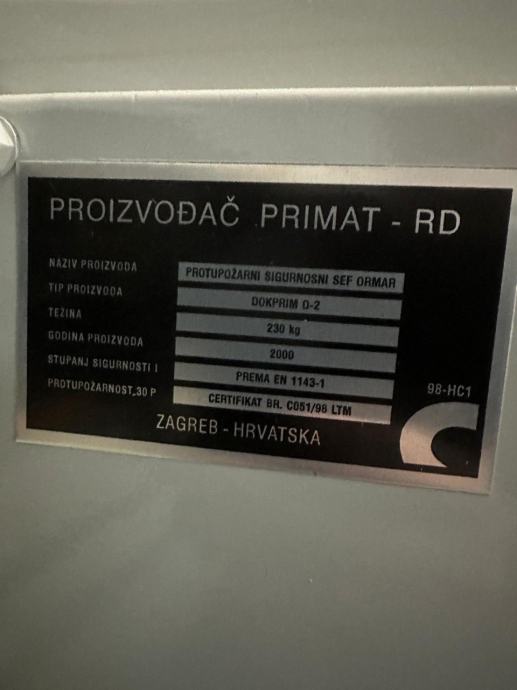 PROIZVOĐAČ PRIMAT - RD
NAZIV PROIZVODA PROTUPOŽARNI SIGURNOSNI SEF ORMAR
TIP PROIZVODA DOKPRIM O-2
TEŽINA 230 kg
GODINA PROIZVODA 2000
STUPANJ SIGURNOSTI I PREMA EN 1143-1
PROTUPOŽARNOST,30 P CERTIFIKAT BR. C051/98 LTM
98-HC1
ZAGREB - HRVATSKA